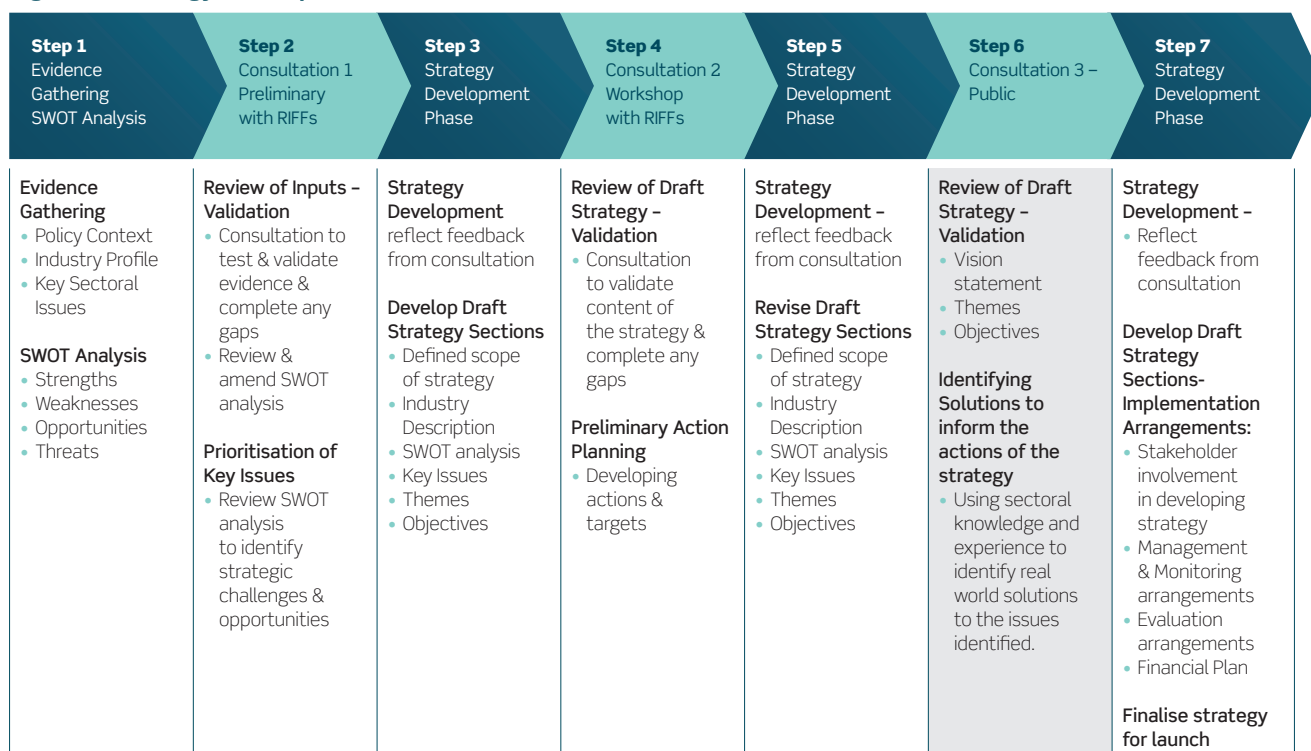 Step 1
Evidence
Gathering
SWOT Analysis
Step 2
Consultation 1
Preliminary
with RIFFs
Step 3
Strategy
Development
Phase
Step 4
Consultation 2
Workshop
with RIFFs
Step 5
Strategy
Development
Phase
Step 6
Consultation 3 –
Public
Step 7
Strategy
Development
Phase
Evidence
Gathering
• Policy Context
• Industry Profile
• Key Sectoral
Issues
SWOT Analysis
• Strengths
• Weaknesses
• Opportunities
• Threats
Review of Inputs –
Validation
• Consultation to
test & validate
evidence &
complete any
gaps
• Review &
amend SWOT
analysis
Prioritisation of
Key Issues
• Review SWOT
analysis
to identify
strategic
challenges &
opportunities
Strategy
Development
reflect feedback
from consultation
Develop Draft
Strategy Sections
• Defined scope
of strategy
• Industry
Description
• SWOT analysis
• Key Issues
• Themes
• Objectives
Review of Draft
Strategy –
Validation
• Consultation
to validate
content of
the strategy &
complete any
gaps
Preliminary Action
Planning
• Developing
actions &
targets
Strategy
Development –
reflect feedback
from consultation
Revise Draft
Strategy Sections
• Defined scope
of strategy
• Industry
Description
• SWOT analysis
• Key Issues
• Themes
• Objectives
Review of Draft
Strategy –
Validation
• Vision
statement
• Themes
• Objectives
Identifying
Solutions to
inform the
actions of the
strategy
• Using sectoral
knowledge and
experience to
identify real
world solutions
to the issues
identified.
Strategy
Development –
• Reflect
feedback from
consultation
Develop Draft
Strategy
Sections-
Implementation
Arrangements:
• Stakeholder
involvement
in developing
strategy
• Management
& Monitoring
arrangements
• Evaluation
arrangements
• Financial Plan
Finalise strategy
for launch